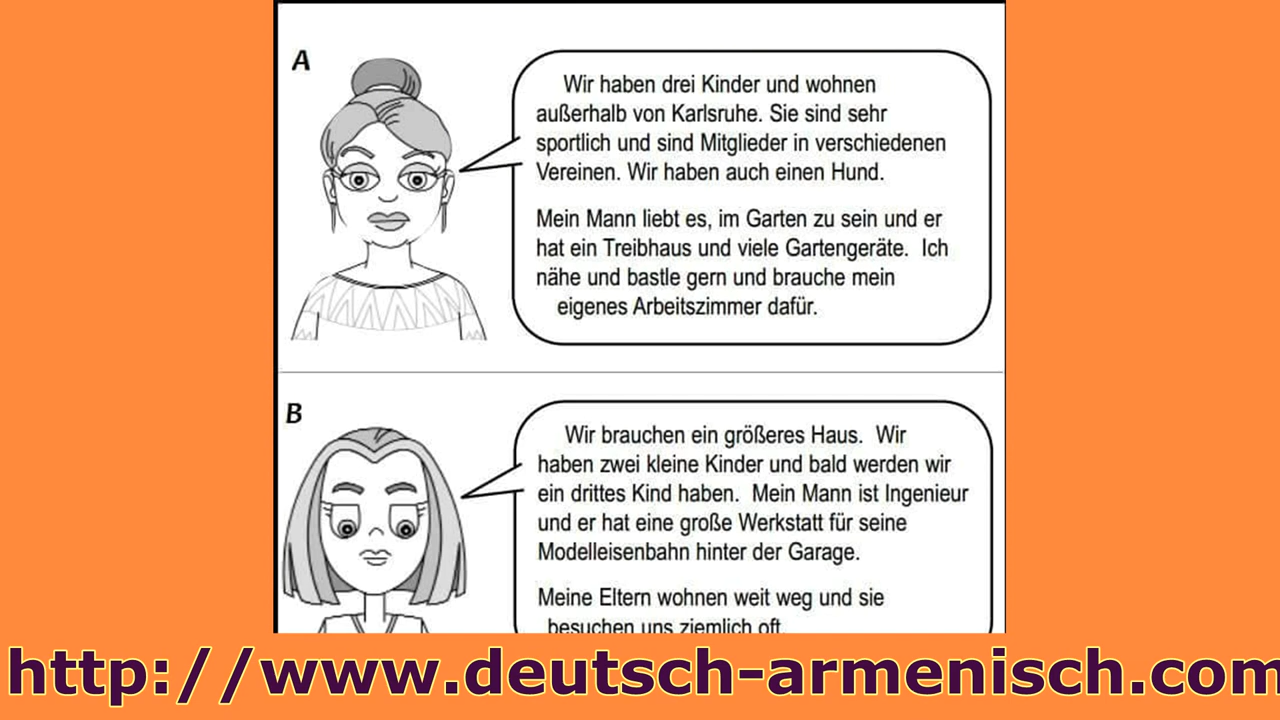 A
Wir haben drei Kinder und wohnen
außerhalb von Karlsruhe. Sie sind sehr
sportlich und sind Mitglieder in verschiedenen
Vereinen. Wir haben auch einen Hund.
Mein Mann liebt es, im Garten zu sein und er
hat ein Treibhaus und viele Gartengeräte. Ich
nähe und bastle gern und brauche mein
eigenes Arbeitszimmer dafür.
B
Wir brauchen ein größeres Haus. Wir
haben zwei kleine Kinder und bald werden wir
ein drittes Kind haben. Mein Mann ist Ingenieur
und er hat eine große Werkstatt für seine
Modelleisenbahn hinter der Garage.
Meine Eltern wohnen weit weg und sie
besuchen uns ziemlich oft.
http://www.deutsch-armenisch.com